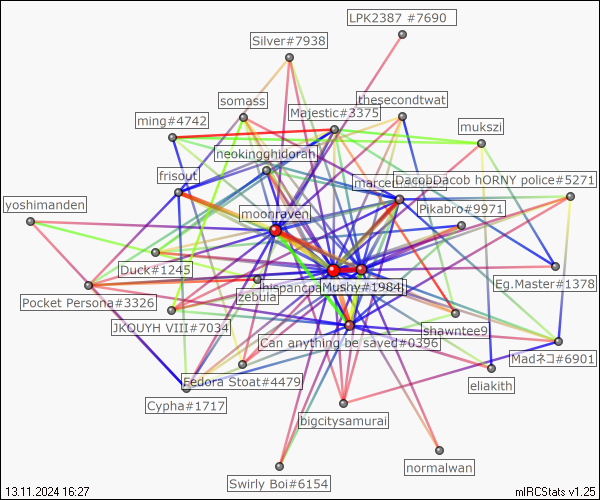 LPK2387 #7690
Silver#7938
thesecondtwat
somass
Majestic#3375
ming#4742
mukszi
neokingghidorah
DacobDacob hORNY police#5271
frisout
yoshimanden
Pikabro#9971
moonraven
Duck#1245
Eg.Master#1378
zebula
Mushy#1984
Pocket Persona#3326
JKQUYH VIII#7034
shawntee9
Can anything be saved#0396
Madネコ#6901
Fedora Stoat#4479
eliakith
Cypha#1717
bigcitysamurai
normalwan
Swirly Boi#6154
13.11.2024 16:27
mIRCStats v1.25